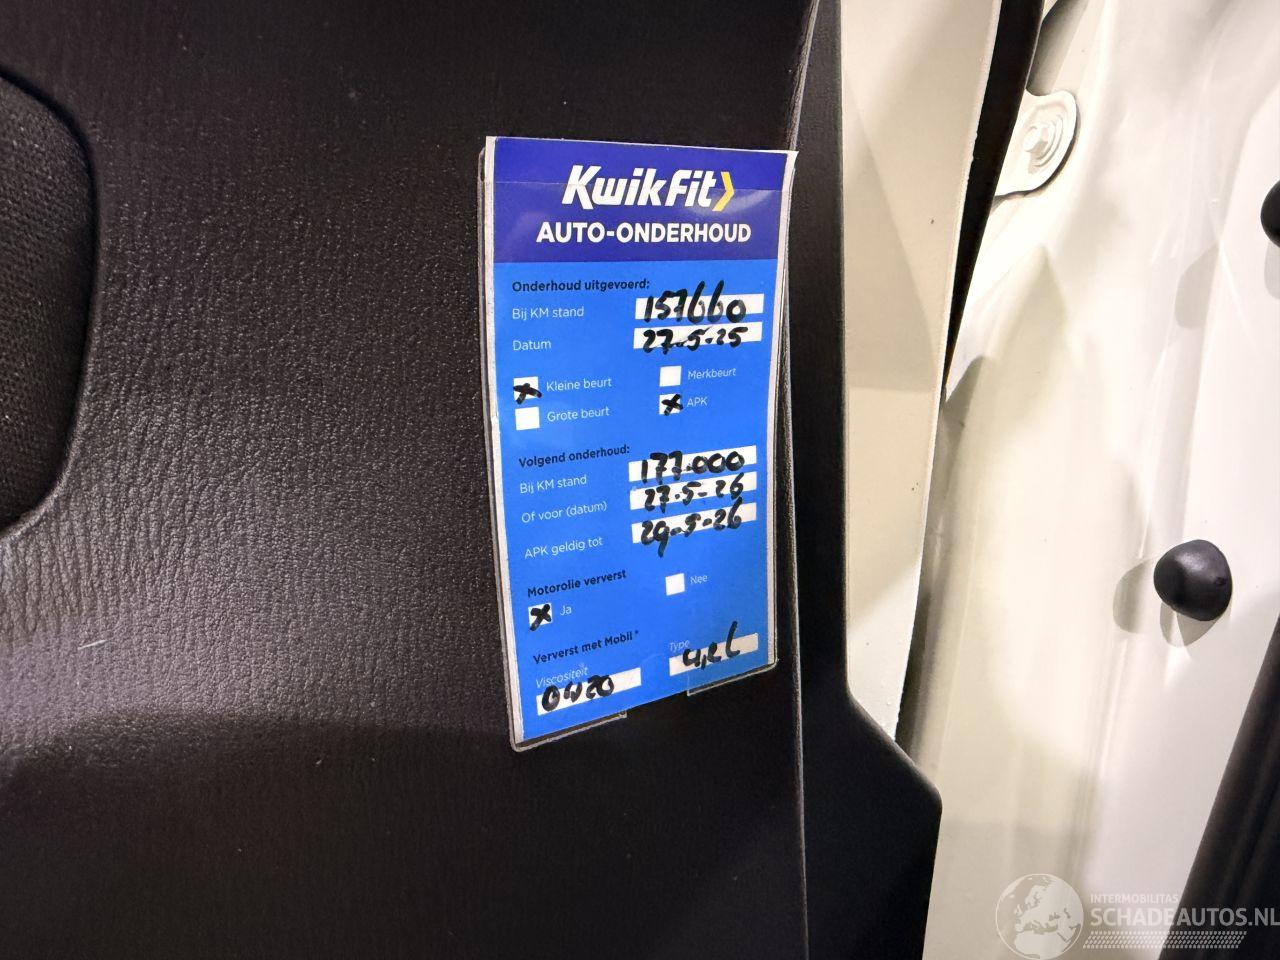 KwikFit
AUTO-ONDERHOUD
Onderhoud uitgevoerd:
Bij KM stand 157660
Datum 27-5-25
Kleine beurt Merkbeurt
Grote beurt APK
Volgend onderhoud:
Bij KM stand 177.000
Of voor (datum) 27-5-26
APK geldig tot 29-5-26
Motorolie ververst
Ja Nee
Ververst met Mobil*
Viscositeit Type
0W20 4,2L
INTERMOBILITAS
SCHADEAUTOS.NL